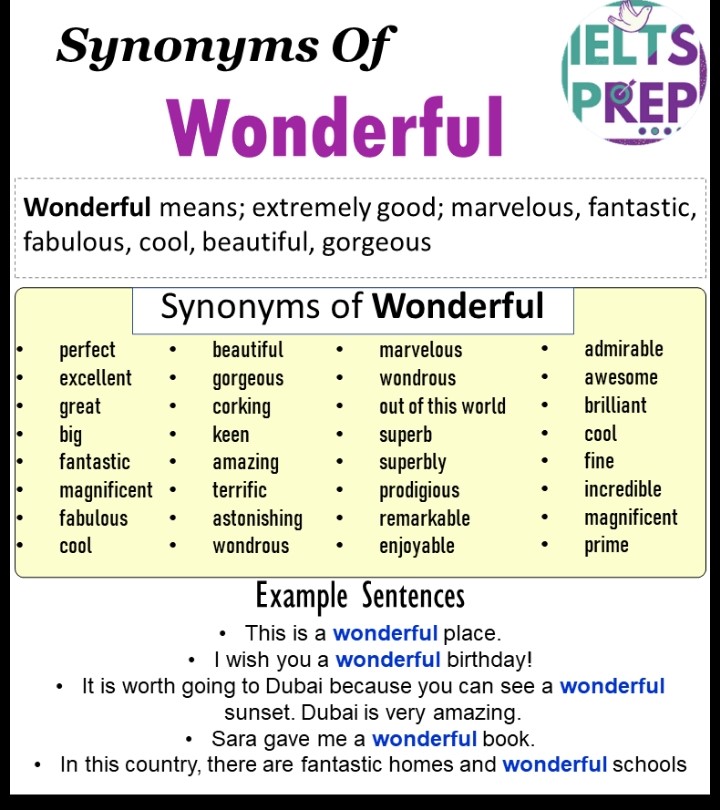 Synonyms Of
Wonderful
IELTS
PREP
Wonderful means; extremely good; marvelous, fantastic,
fabulous, cool, beautiful, gorgeous
Synonyms of Wonderful
• perfect • beautiful • marvelous • admirable
• excellent • gorgeous • wondrous • awesome
• great • corking • out of this world • brilliant
• big • keen • superb • cool
• fantastic • amazing • superbly • fine
• magnificent • terrific • prodigious • incredible
• fabulous • astonishing • remarkable • magnificent
• cool • wondrous • enjoyable • prime
Example Sentences
• This is a wonderful place.
• I wish you a wonderful birthday!
• It is worth going to Dubai because you can see a wonderful
sunset. Dubai is very amazing.
• Sara gave me a wonderful book.
• In this country, there are fantastic homes and wonderful schools